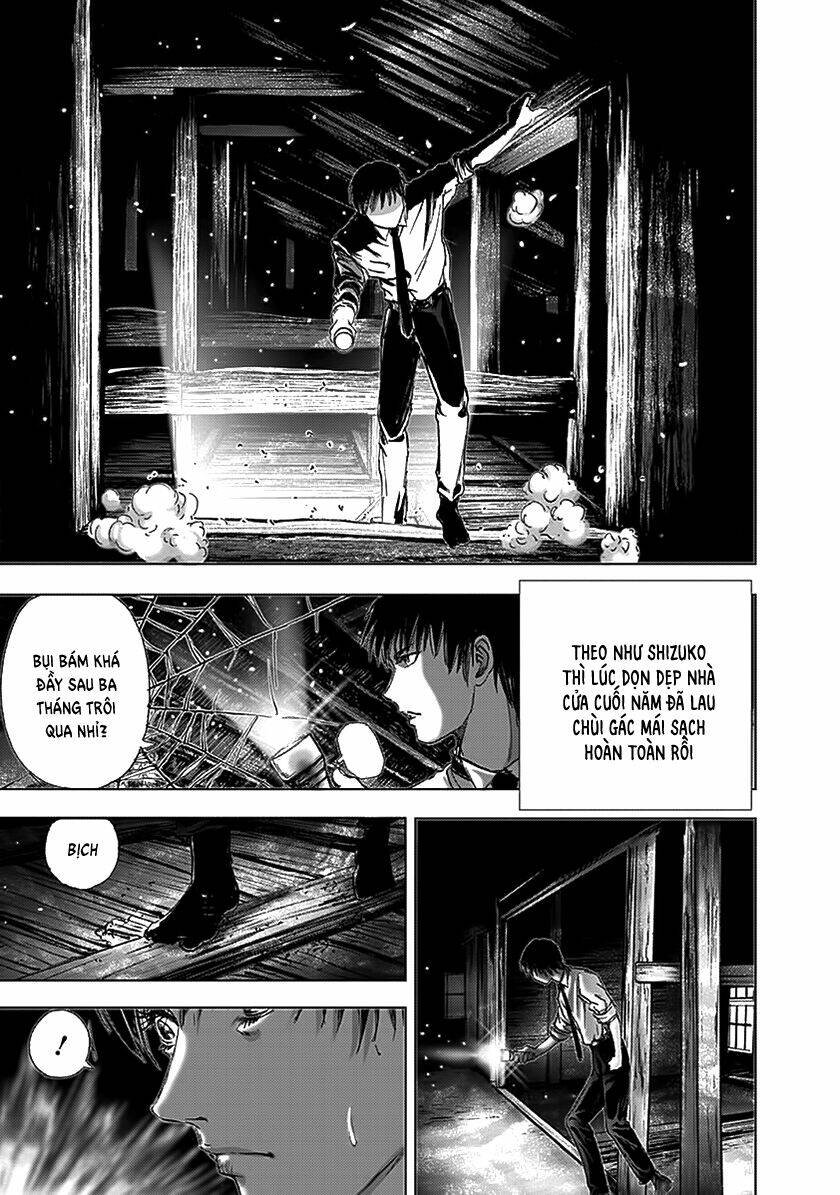 THEO NHƯ SHIZUKO
THÌ LÚC DỌN DẸP NHÀ
CỬA CUỐI NĂM ĐÃ LAU
CHÙI GÁC MÁI SẠCH
HOÀN TOÀN RỒI
BỤI BÁM KHÁ
ĐẦY SAU BA
THÁNG TRÔI
QUA NHỈ?
BỊCH
!